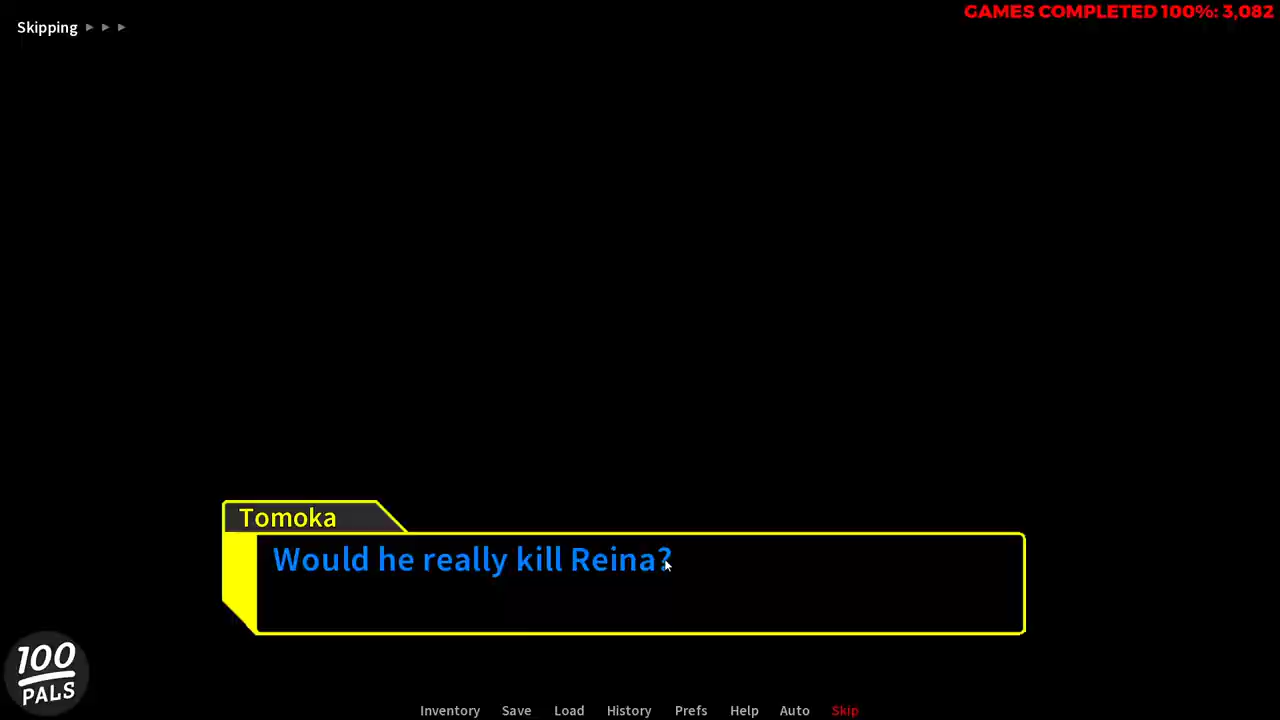 Skipping
GAMES COMPLETED 100%: 3,082
Tomoka
Would he really kill Reina?
100
PALS
Inventory Save Load History Prefs Help Auto Skip